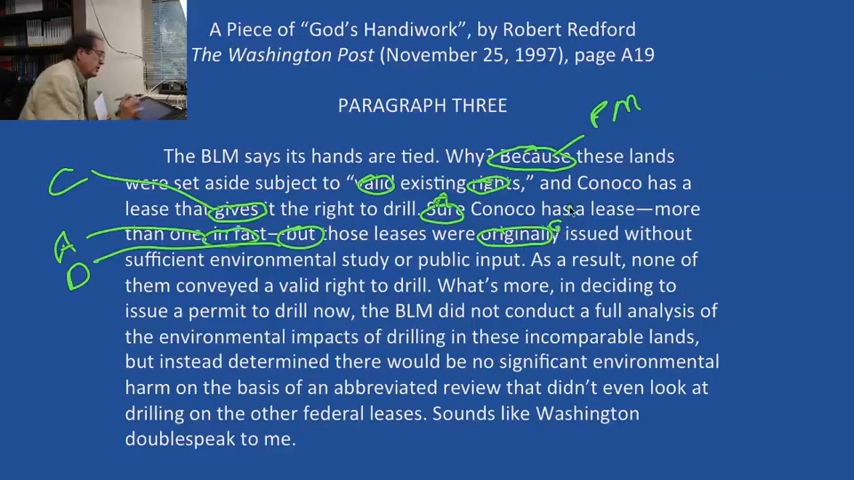 A Piece of “God’s Handiwork”, by Robert Redford
The Washington Post (November 25, 1997), page A19
PARAGRAPH THREE
PM
The BLM says its hands are tied. Why? Because these lands
C
were set aside subject to “valid existing rights,” and Conoco has a
lease that gives it the right to drill. Sure Conoco has a lease—more
A
than one, in fast—but those leases were originally issued without
D
sufficient environmental study or public input. As a result, none of
them conveyed a valid right to drill. What’s more, in deciding to
issue a permit to drill now, the BLM did not conduct a full analysis of
the environmental impacts of drilling in these incomparable lands,
but instead determined there would be no significant environmental
harm on the basis of an abbreviated review that didn’t even look at
drilling on the other federal leases. Sounds like Washington
doublespeak to me.